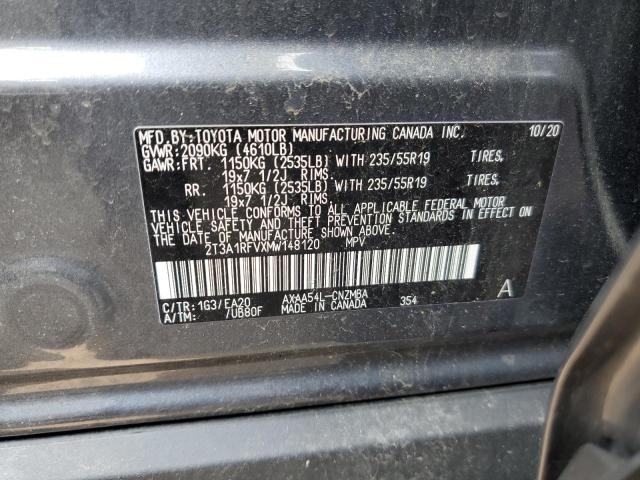 MFD.BY:TOYOTA MOTOR MANUFACTURING CANADA INC. 10/20
GVWR:2090KG (4610LB)
GAWR:FRT. 1150KG (2535LB) WITH 235/55R19 TIRES,
19x7 1/2J RIMS.
RR. 1150KG (2535LB) WITH 235/55R19 TIRES,
19x7 1/2J RIMS.
THIS VEHICLE CONFORMS TO ALL APPLICABLE FEDERAL MOTOR
VEHICLE SAFETY AND BUMPER AND THEFT PREVENTION STANDARDS IN EFFECT ON
THE DATE OF MANUFACTURE SHOWN ABOVE.
2T3A1RFVXMW148120 MPV
C/TR:1G3/EA20 AXAA54L-CNZMBA 354 A
A/TM: /UB80F MADE IN CANADA